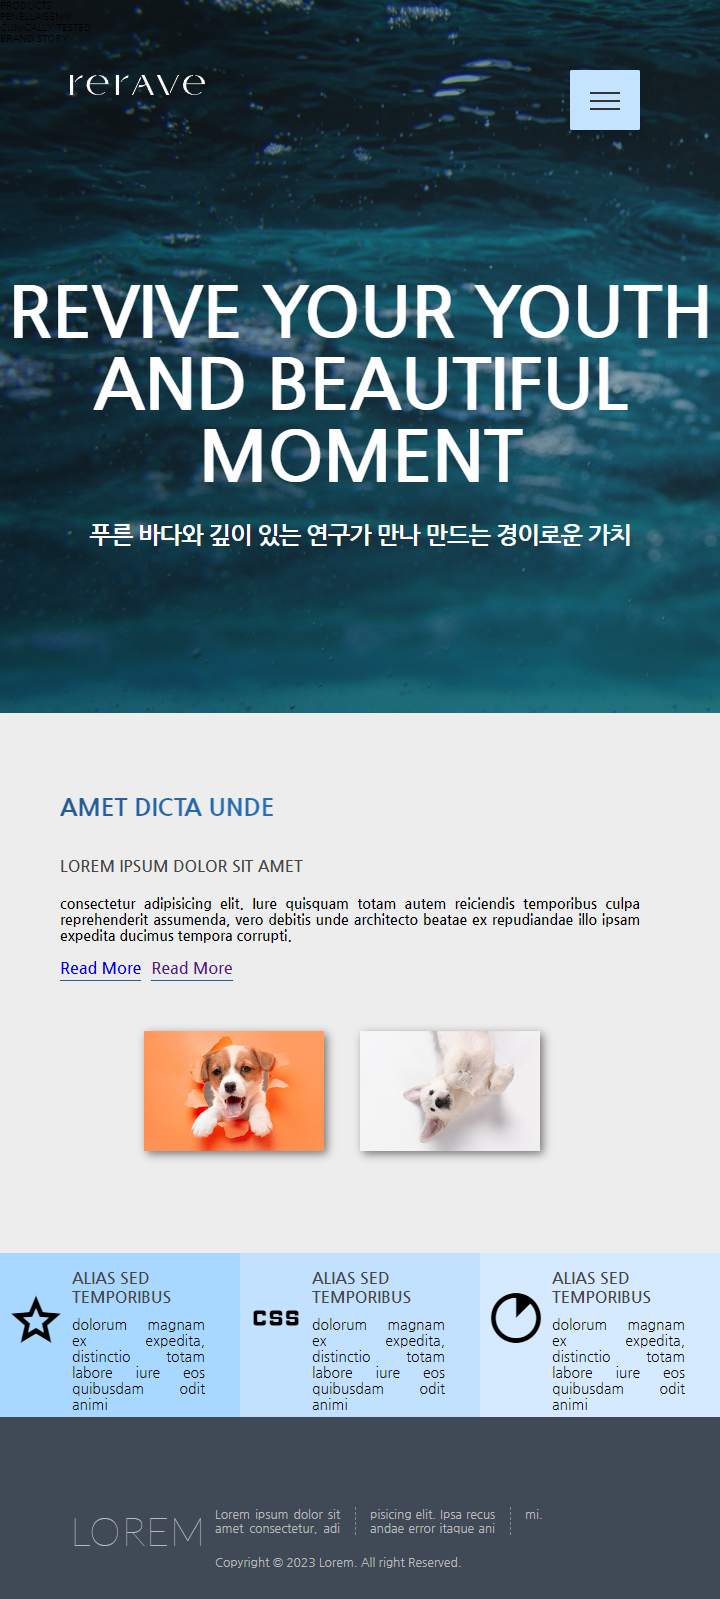 PRODUCTS
FENELLAGEN®
CLINICALLY TESTED
BRAND STORY
rerave
REVIVE YOUR YOUTH
AND BEAUTIFUL
MOMENT
푸른 바다와 깊이 있는 연구가 만나 만드는 경이로운 가치
AMET DICTA UNDE
LOREM IPSUM DOLOR SIT AMET
consectetur adipisicing elit. Iure quisquam totam autem reiciendis temporibus culpa
reprehenderit assumenda, vero debitis unde architecto beatae ex repudiandae illo ipsam
expedita ducimus tempora corrupti.
Read More Read More
ALIAS SED
TEMPORIBUS
dolorum magnam
ex expedita,
distinctio totam
labore iure eos
quibusdam odit
animi
CSS
ALIAS SED
TEMPORIBUS
dolorum magnam
ex expedita,
distinctio totam
labore iure eos
quibusdam odit
animi
ALIAS SED
TEMPORIBUS
dolorum magnam
ex expedita,
distinctio totam
labore iure eos
quibusdam odit
animi
LOREM
Lorem ipsum dolor sit
amet consectetur, adi
pisicing elit. Ipsa recus
andae error itaque ani
mi.
Copyright © 2023 Lorem. All right Reserved.